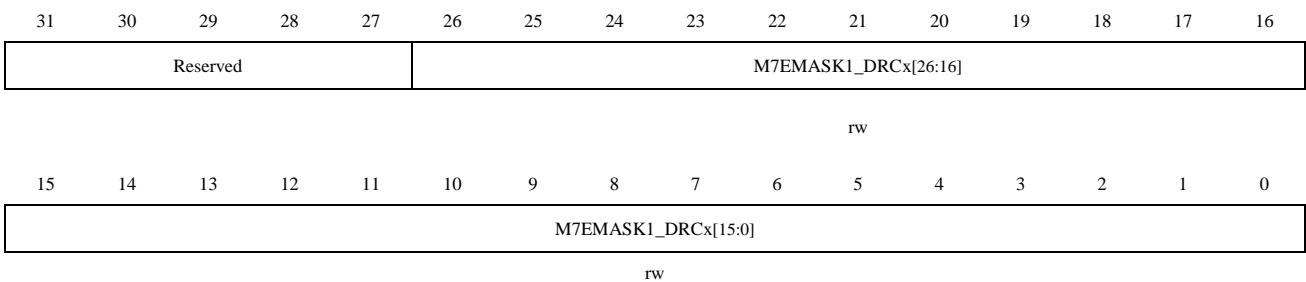 31 30 29 28 27 26 25 24 23 22 21 20 19 18 17 16
Reserved M7EMASK1_DRCx[26:16]
rw
15 14 13 12 11 10 9 8 7 6 5 4 3 2 1 0
M7EMASK1_DRCx[15:0]
rw